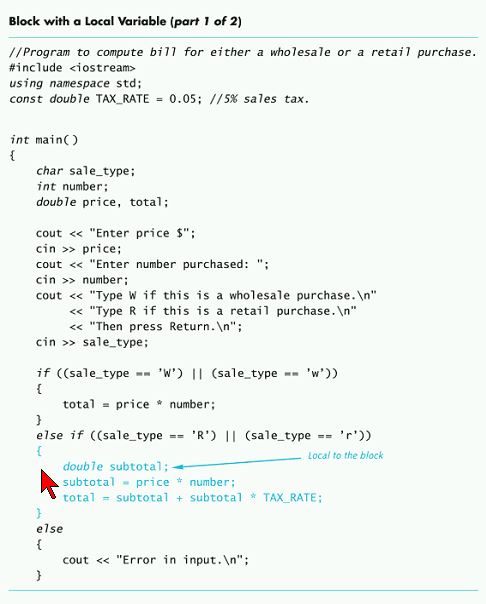 Block with a Local Variable (part 1 of 2)
//Program to compute bill for either a wholesale or a retail purchase.
#include <iostream>
using namespace std;
const double TAX_RATE = 0.05; //5% sales tax.
int main()
{
    char sale_type;
    int number;
    double price, total;
    cout << "Enter price $";
    cin >> price;
    cout << "Enter number purchased: ";
    cin >> number;
    cout << "Type W if this is a wholesale purchase.\n"
         << "Type R if this is a retail purchase.\n"
         << "Then press Return.\n";
    cin >> sale_type;
    if ((sale_type == ’W’) || (sale_type == ’w’))
    {
        total = price * number;
    }
    else if ((sale_type == ’R’) || (sale_type == ’r’))
    {
        double subtotal; Local to the block
        subtotal = price * number;
        total = subtotal + subtotal * TAX_RATE;
    }
    else
    {
        cout << "Error in input.\n";
    }